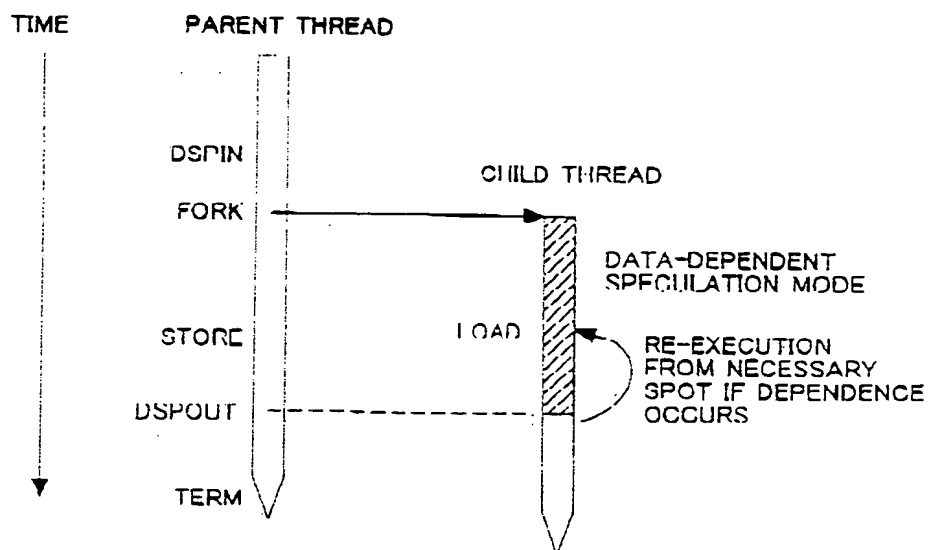 TIME
PARENT THREAD
DSPIN
CHILD THREAD
FORK
DATA-DEPENDENT
SPECULATION MODE
STORE
LOAD
RE-EXECUTION
FROM NECESSARY
SPOT IF DEPENDENCE
OCCURS
DSPOUT
TERM